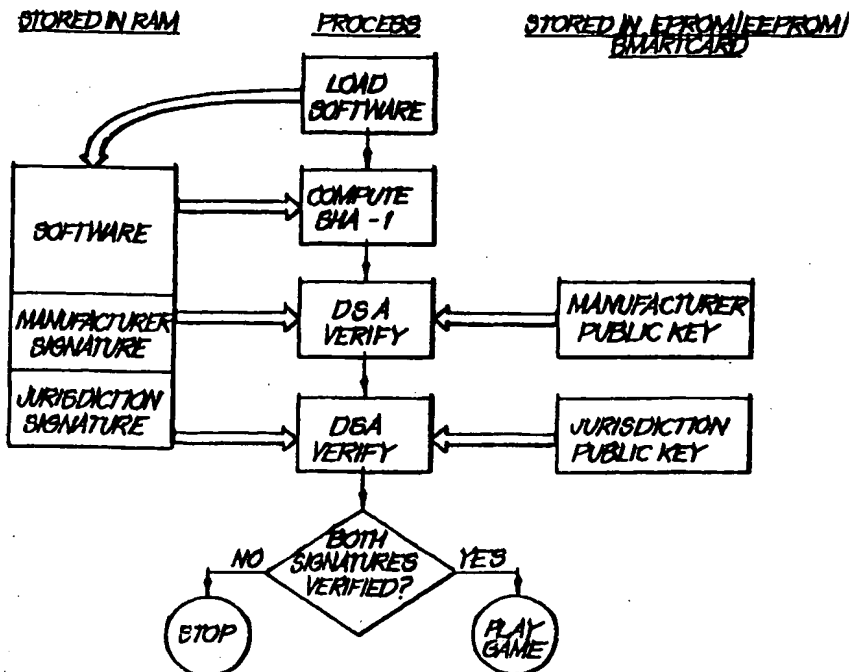 STORED IN RAM
PROCESS
STORED IN EPROM/EEPROM/
SMARTCARD
LOAD
SOFTWARE
SOFTWARE
COMPUTE
SHA-1
MANUFACTURER
SIGNATURE
DSA
VERIFY
MANUFACTURER
PUBLIC KEY
JURISDICTION
SIGNATURE
DSA
VERIFY
JURISDICTION
PUBLIC KEY
BOTH
SIGNATURES
VERIFIED?
NO
YES
STOP
PLAY
GAME